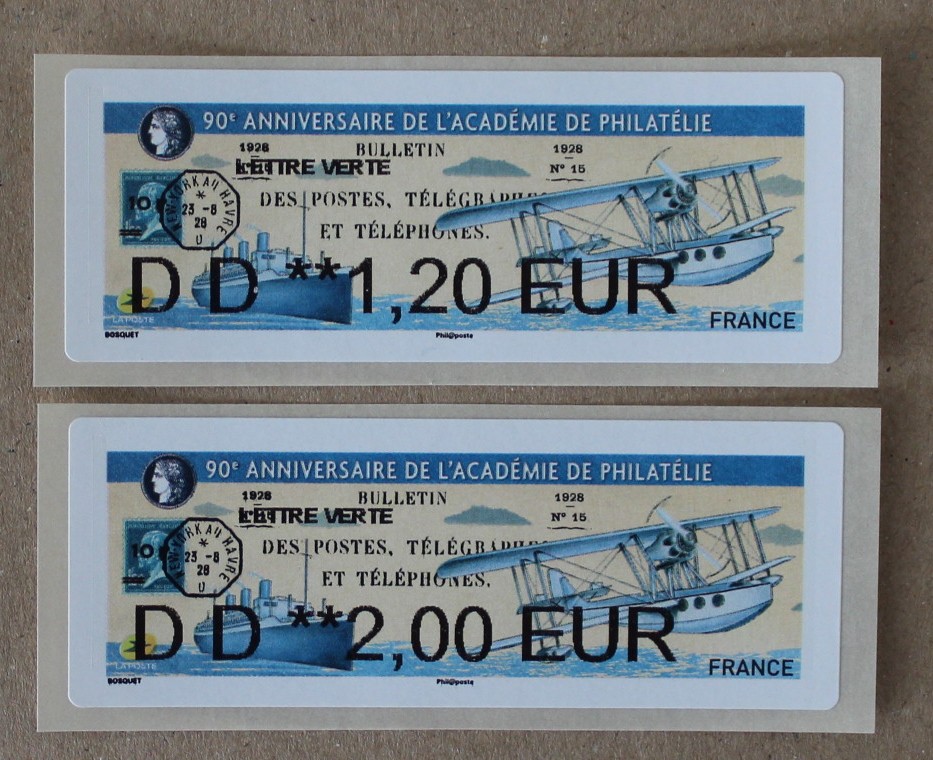 90e ANNIVERSAIRE DE L'ACADÉMIE DE PHILATÉLIE
1928 BULLETIN 1928
LETTRE VERTE N° 15
10
NEW-YORK AU HAVRE
23 -8
28
DES POSTES, TÉLÉGRAPHES
ET TÉLÉPHONES.
D D **1,20 EUR
LA POSTE
FRANCE
BOSQUET Phil@poste
90e ANNIVERSAIRE DE L'ACADÉMIE DE PHILATÉLIE
1928 BULLETIN 1928
LETTRE VERTE N° 15
10
NEW-YORK AU HAVRE
23 -8
28
DES POSTES, TÉLÉGRAPHES
ET TÉLÉPHONES.
D D **2,00 EUR
LA POSTE
FRANCE
BOSQUET Phil@poste